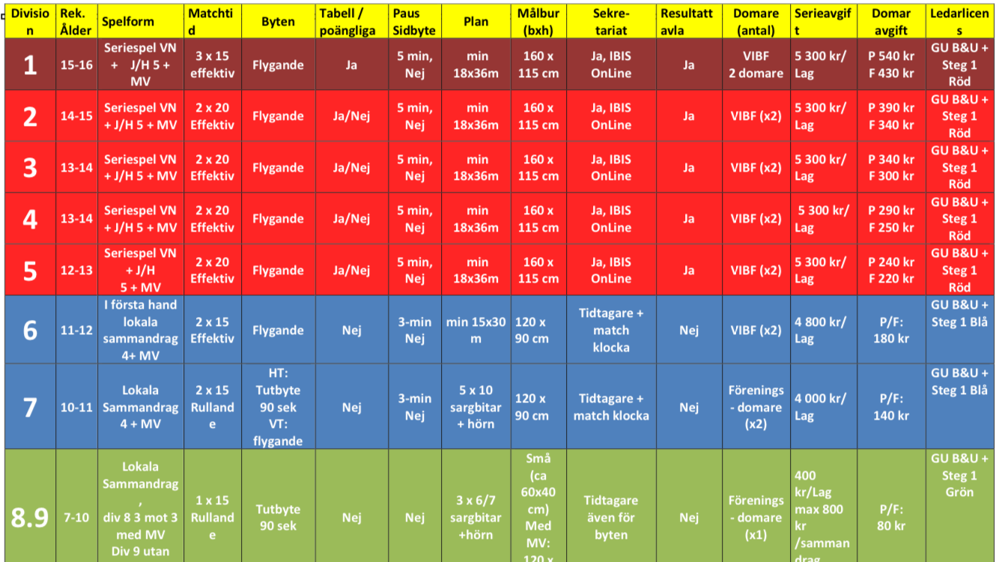 Divisio
n
Rek.
Ålder
Spelform
Matchti
d
Byten
Tabell /
poängliga
Paus
Sidbyte
Plan
Målbur
(bxh)
Sekre-
tariat
Resultatt
avla
Domare
(antal)
Serieavgif
t
Domar
avgift
Ledarlicen
s
1
15-16
Seriespel VN
+ J/H 5 +
MV
3 x 15
effektiv
Flygande
Ja
5 min,
Nej
min
18x36m
160 x
115 cm
Ja, IBIS
OnLine
Ja
VIBF
2 domare
5 300 kr/
Lag
P 540 kr
F 430 kr
GU B&U +
Steg 1
Röd
2
14-15
Seriespel VN
+ J/H 5 + MV
2 x 20
Effektiv
Flygande
Ja/Nej
5 min,
Nej
min
18x36m
160 x
115 cm
Ja, IBIS
OnLine
Ja
VIBF (x2)
5 300 kr/
Lag
P 390 kr
F 340 kr
GU B&U +
Steg 1
Röd
3
13-14
Seriespel VN
+ J/H 5 + MV
2 x 20
Effektiv
Flygande
Ja/Nej
5 min,
Nej
min
18x36m
160 x
115 cm
Ja, IBIS
OnLine
Ja
VIBF (x2)
5 300 kr/
Lag
P 340 kr
F 300 kr
GU B&U +
Steg 1
Röd
4
13-14
Seriespel VN
+ J/H 5 + MV
2 x 20
Effektiv
Flygande
Ja/Nej
5 min,
Nej
min
18x36m
160 x
115 cm
Ja, IBIS
OnLine
Ja
VIBF (x2)
5 300 kr/
Lag
P 290 kr
F 250 kr
GU B&U +
Steg 1
Röd
5
12-13
Seriespel VN
+ J/H
5 + MV
2 x 20
Effektiv
Flygande
Ja/Nej
5 min,
Nej
min
18x36m
160 x
115 cm
Ja, IBIS
OnLine
Ja
VIBF (x2)
5 300 kr/
Lag
P 240 kr
F 220 kr
GU B&U +
Steg 1
Röd
6
11-12
I första hand
lokala
sammandrag
4+ MV
2 x 15
Effektiv
Flygande
Nej
3-min
Nej
min 15x30
m
120 x
90 cm
Tidtagare +
match
klocka
Nej
VIBF (x2)
4 800 kr/
Lag
P/F:
180 kr
GU B&U +
Steg 1 Blå
7
10-11
Lokala
Sammandrag
4 + MV
2 x 15
Rulland
e
HT:
Tutbyte
90 sek
VT:
flygande
Nej
3-min
Nej
5 x 10
sargbitar
+ hörn
120 x
90 cm
Tidtagare +
match klocka
Nej
Förenings
- domare
(x2)
4 000 kr/
Lag
P/F:
140 kr
GU B&U +
Steg 1 Blå
8.9
7-10
Lokala
Sammandrag
,
div 8 3 mot 3
med MV
Div 9 utan
1 x 15
Rulland
e
Tutbyte
90 sek
Nej
Nej
3 x 6/7
sargbitar
+hörn
Små
(ca
60x40
cm)
Med
MV:
120 x
Tidtagare
även för
byten
Nej
Förenings
- domare
(x1)
400
kr/Lag
max 800
kr
/samman
drag
P/F:
80 kr
GU B&U +
Steg 1
Grön